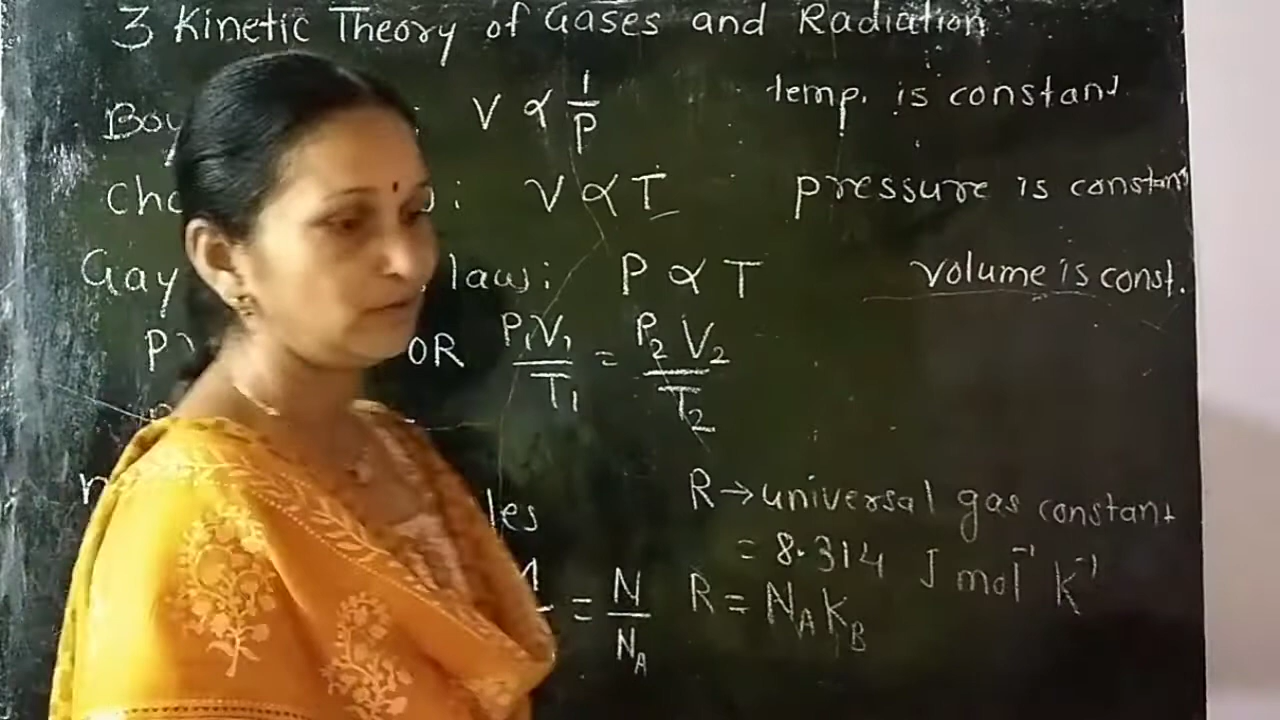 3 Kinetic Theory of Gases and Radiation
Boy : V ∝ 1/P temp. is constant
Cha : V ∝ T pressure is constant
Gay law: P ∝ T volume is const.
PV OR P₁V₁/T₁ = P₂V₂/T₂
R → universal gas constant
= 8.314 J mol⁻¹ K⁻¹
= N/N_A R = N_A K_B